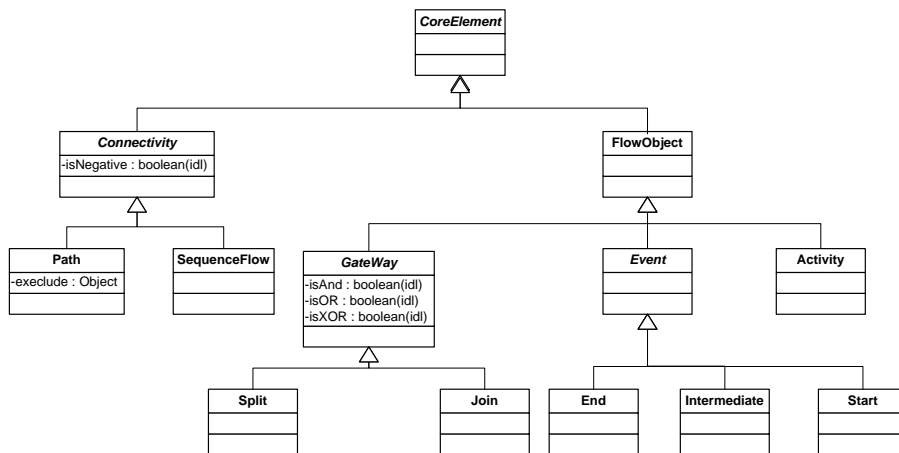 CoreElement
Connectivity
-isNegative : boolean(idl)
FlowObject
Path
-execlude : Object
SequenceFlow
GateWay
-isAnd : boolean(idl)
-isOR : boolean(idl)
-isXOR : boolean(idl)
Event
Activity
Split
Join
End
Intermediate
Start